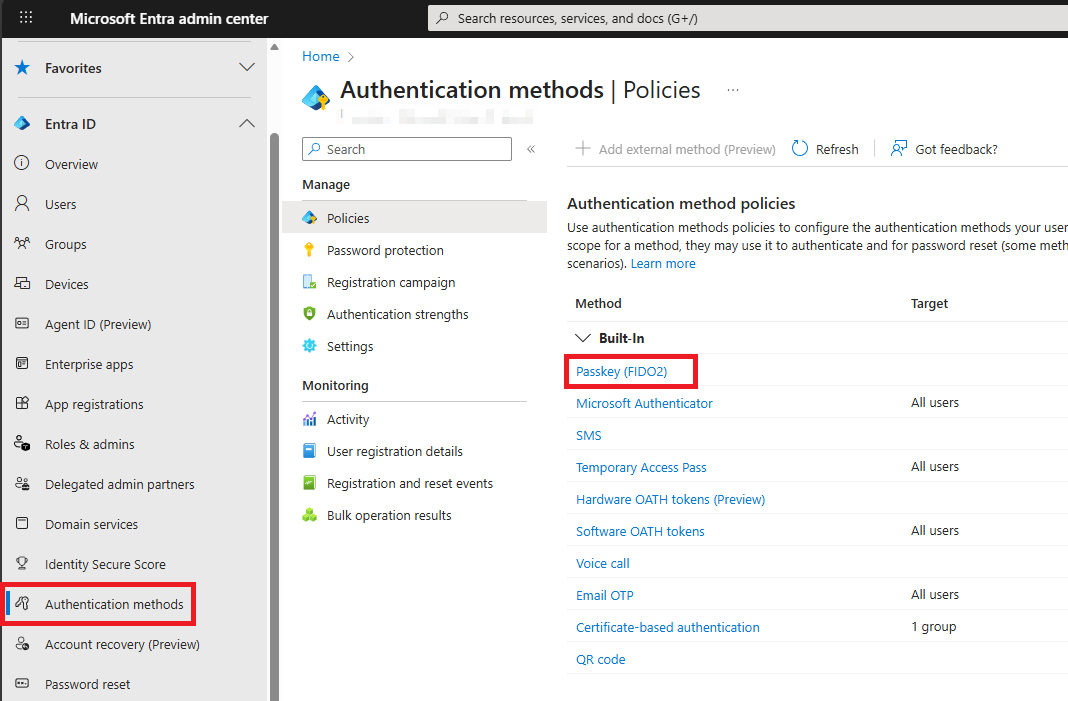 Microsoft Entra admin center
Search resources, services, and docs (G+/)
Favorites
Entra ID
Overview
Users
Groups
Devices
Agent ID (Preview)
Enterprise apps
App registrations
Roles & admins
Delegated admin partners
Domain services
Identity Secure Score
Authentication methods
Account recovery (Preview)
Password reset
Home >
Authentication methods | Policies ...
Search «
Manage
Policies
Password protection
Registration campaign
Authentication strengths
Settings
Monitoring
Activity
User registration details
Registration and reset events
Bulk operation results
+ Add external method (Preview) Refresh | Got feedback?
Authentication method policies
Use authentication methods policies to configure the authentication methods your user
scope for a method, they may use it to authenticate and for password reset (some meth
scenarios). Learn more
Method Target
Built-In
Passkey (FIDO2)
Microsoft Authenticator All users
SMS
Temporary Access Pass All users
Hardware OATH tokens (Preview)
Software OATH tokens All users
Voice call
Email OTP All users
Certificate-based authentication 1 group
QR code